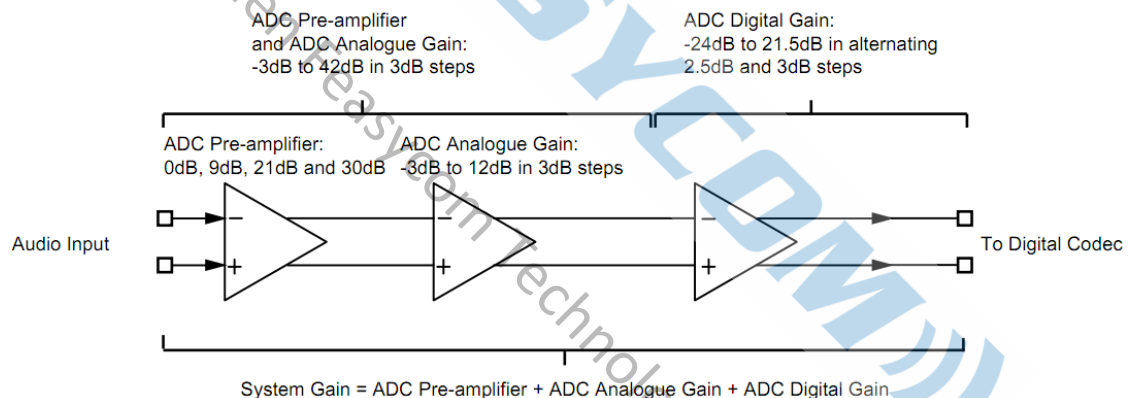 ADC Pre-amplifier
and ADC Analogue Gain:
-3dB to 42dB in 3dB steps
ADC Digital Gain:
-24dB to 21.5dB in alternating
2.5dB and 3dB steps
ADC Pre-amplifier:
0dB, 9dB, 21dB and 30dB
ADC Analogue Gain:
-3dB to 12dB in 3dB steps
Audio Input
− + − + − +
To Digital Codec
System Gain = ADC Pre-amplifier + ADC Analogue Gain + ADC Digital Gain
Feasycom